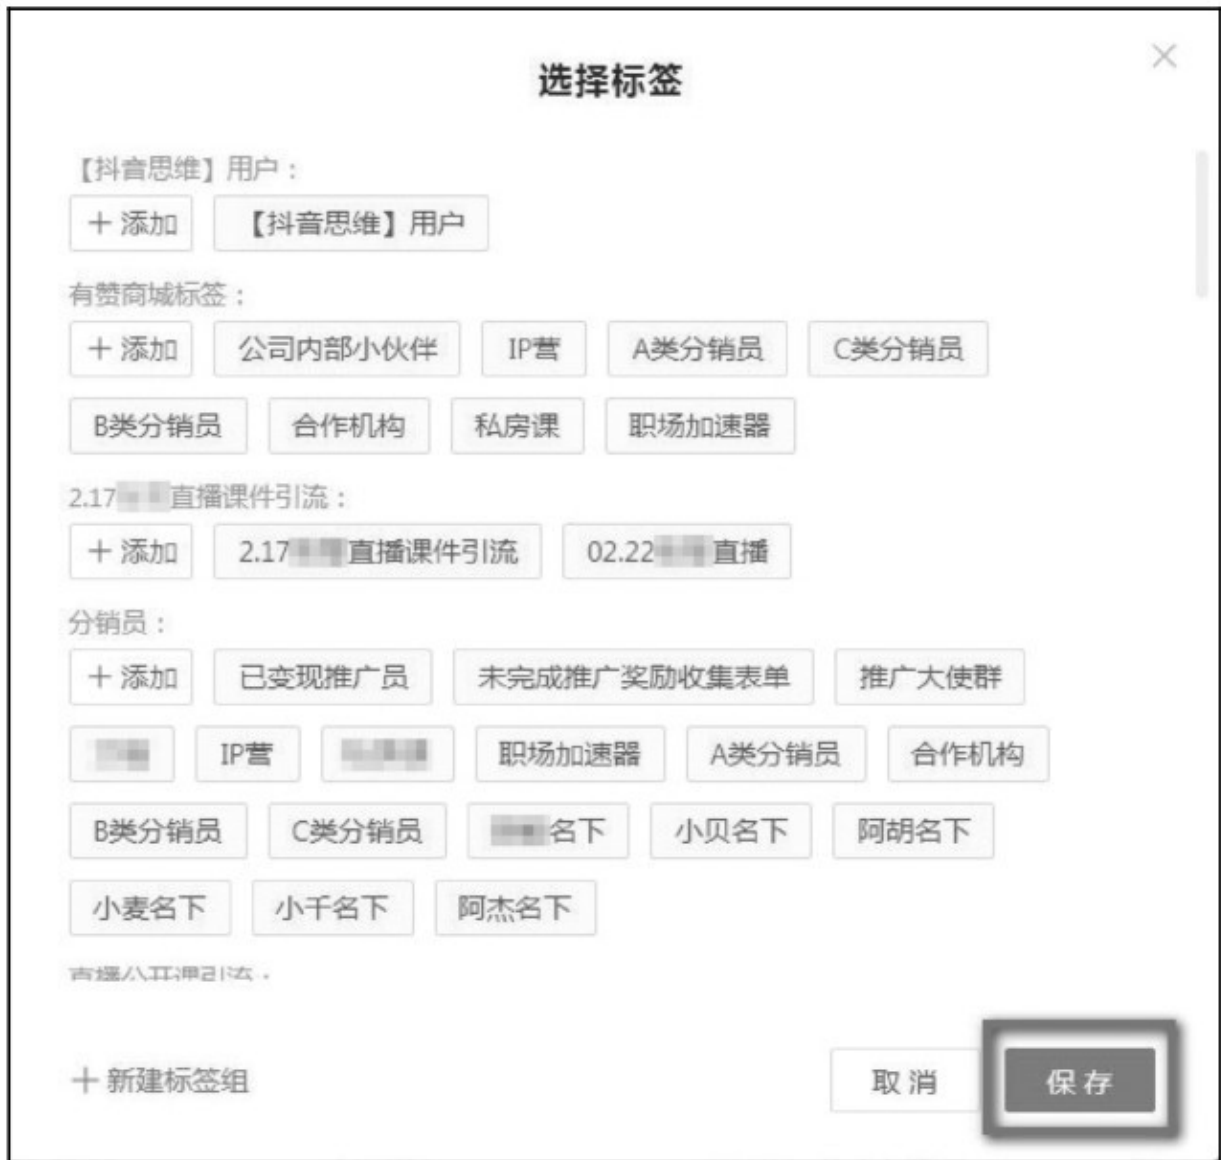 选择标签
【抖音思维】用户：
＋ 添加 【抖音思维】用户
有赞商城标签：
＋ 添加 公司内部小伙伴 IP营 A类分销员 C类分销员
B类分销员 合作机构 私房课 职场加速器
2.17 直播课件引流：
＋ 添加 2.17 直播课件引流 02.22 直播
分销员：
＋ 添加 已变现推广员 未完成推广奖励收集表单 推广大使群
IP营 职场加速器 A类分销员 合作机构
B类分销员 C类分销员 名下 小贝名下 阿胡名下
小麦名下 小千名下 阿杰名下
直播公开课引流：
＋ 新建标签组 取 消 保 存